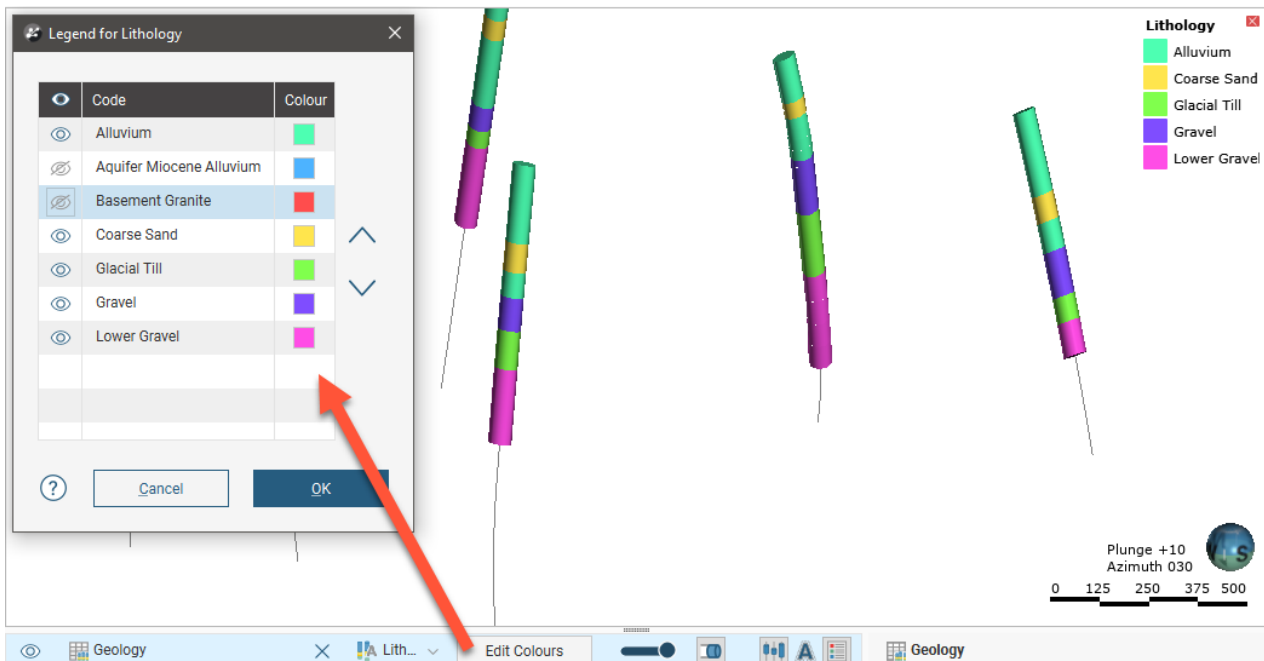 Legend for Lithology
Code Colour
Alluvium
Aquifer Miocene Alluvium
Basement Granite
Coarse Sand
Glacial Till
Gravel
Lower Gravel
?
Cancel OK
Lithology
Alluvium
Coarse Sand
Glacial Till
Gravel
Lower Gravel
Plunge +10
Azimuth 030
0 125 250 375 500
Geology Lith... Edit Colours A Geology